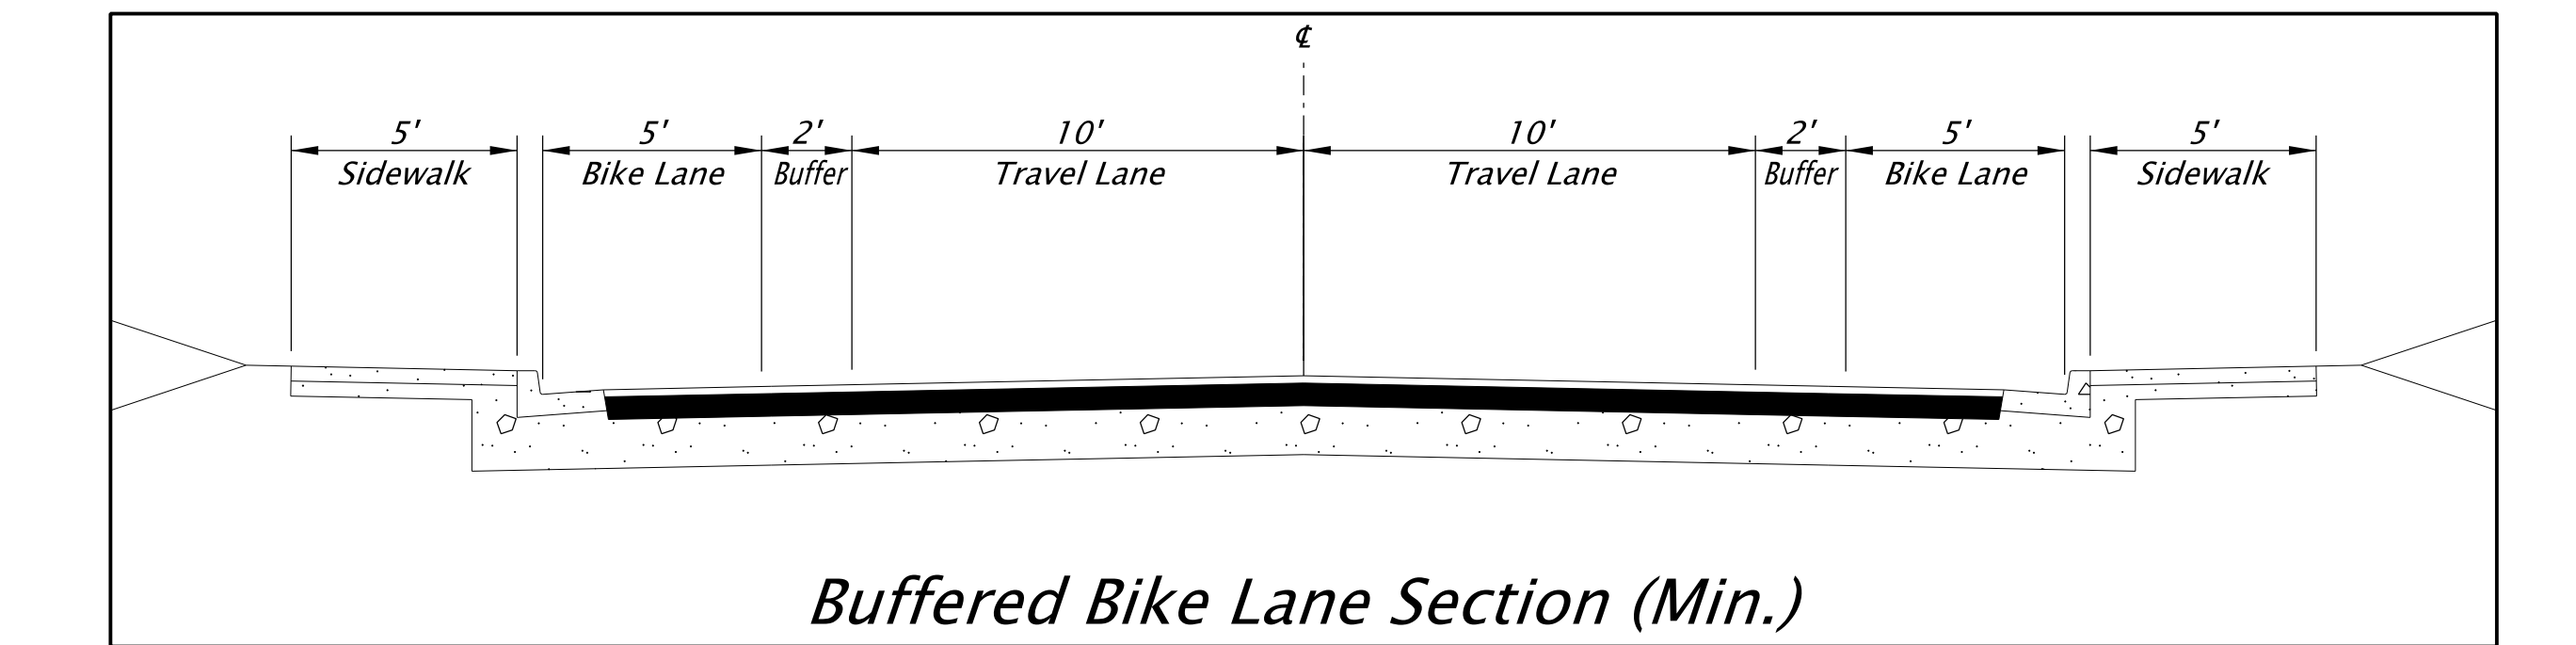 ℄
5' 5' 2' 10' 10' 2' 5' 5'
Sidewalk Bike Lane Buffer Travel Lane Travel Lane Buffer Bike Lane Sidewalk
Buffered Bike Lane Section (Min.)